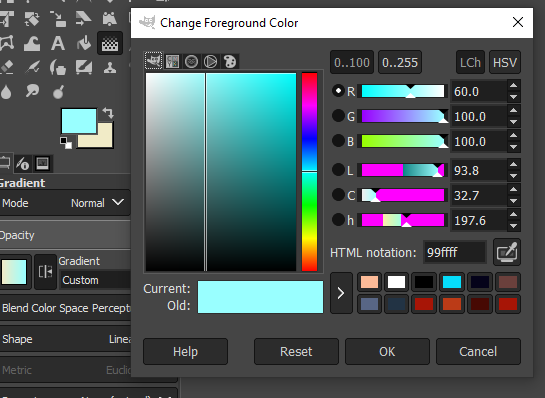 Change Foreground Color
0..100
0..255
LCh
HSV
R
60.0
G
100.0
B
100.0
L
93.8
C
32.7
h
197.6
HTML notation:
99ffff
Current:
Old:
Help
Reset
OK
Cancel
Gradient
Mode
Normal
Opacity
Gradient
Custom
Blend Color Space Percept
Shape
Linea
Metric
Euclid